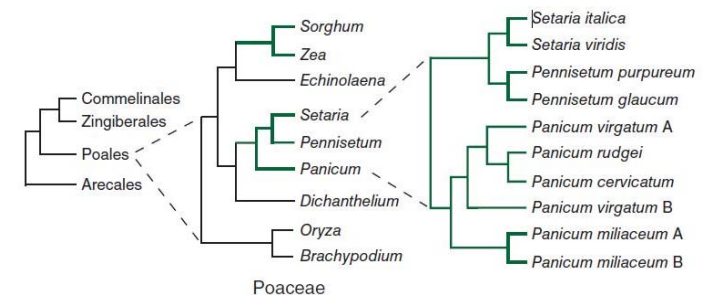 Commelinales
Zingiberales
Poales
Arecales
Sorghum
Zea
Echinolaena
Setaria
Pennisetum
Panicum
Dichanthelium
Oryza
Brachypodium
Poaceae
Setaria italica
Setaria viridis
Pennisetum purpureum
Pennisetum glaucum
Panicum virgatum A
Panicum rudgei
Panicum cervicatum
Panicum virgatum B
Panicum miliaceum A
Panicum miliaceum B